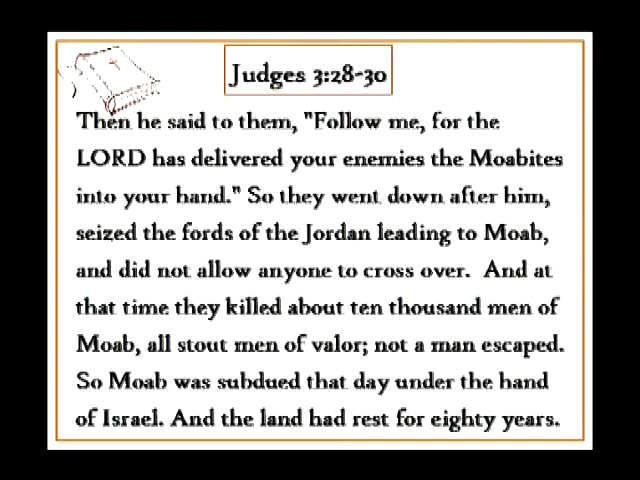 Judges 3:28-30
Then he said to them, "Follow me, for the
LORD has delivered your enemies the Moabites
into your hand." So they went down after him,
seized the fords of the Jordan leading to Moab,
and did not allow anyone to cross over.  And at
that time they killed about ten thousand men of
Moab, all stout men of valor; not a man escaped.
So Moab was subdued that day under the hand
of Israel. And the land had rest for eighty years.